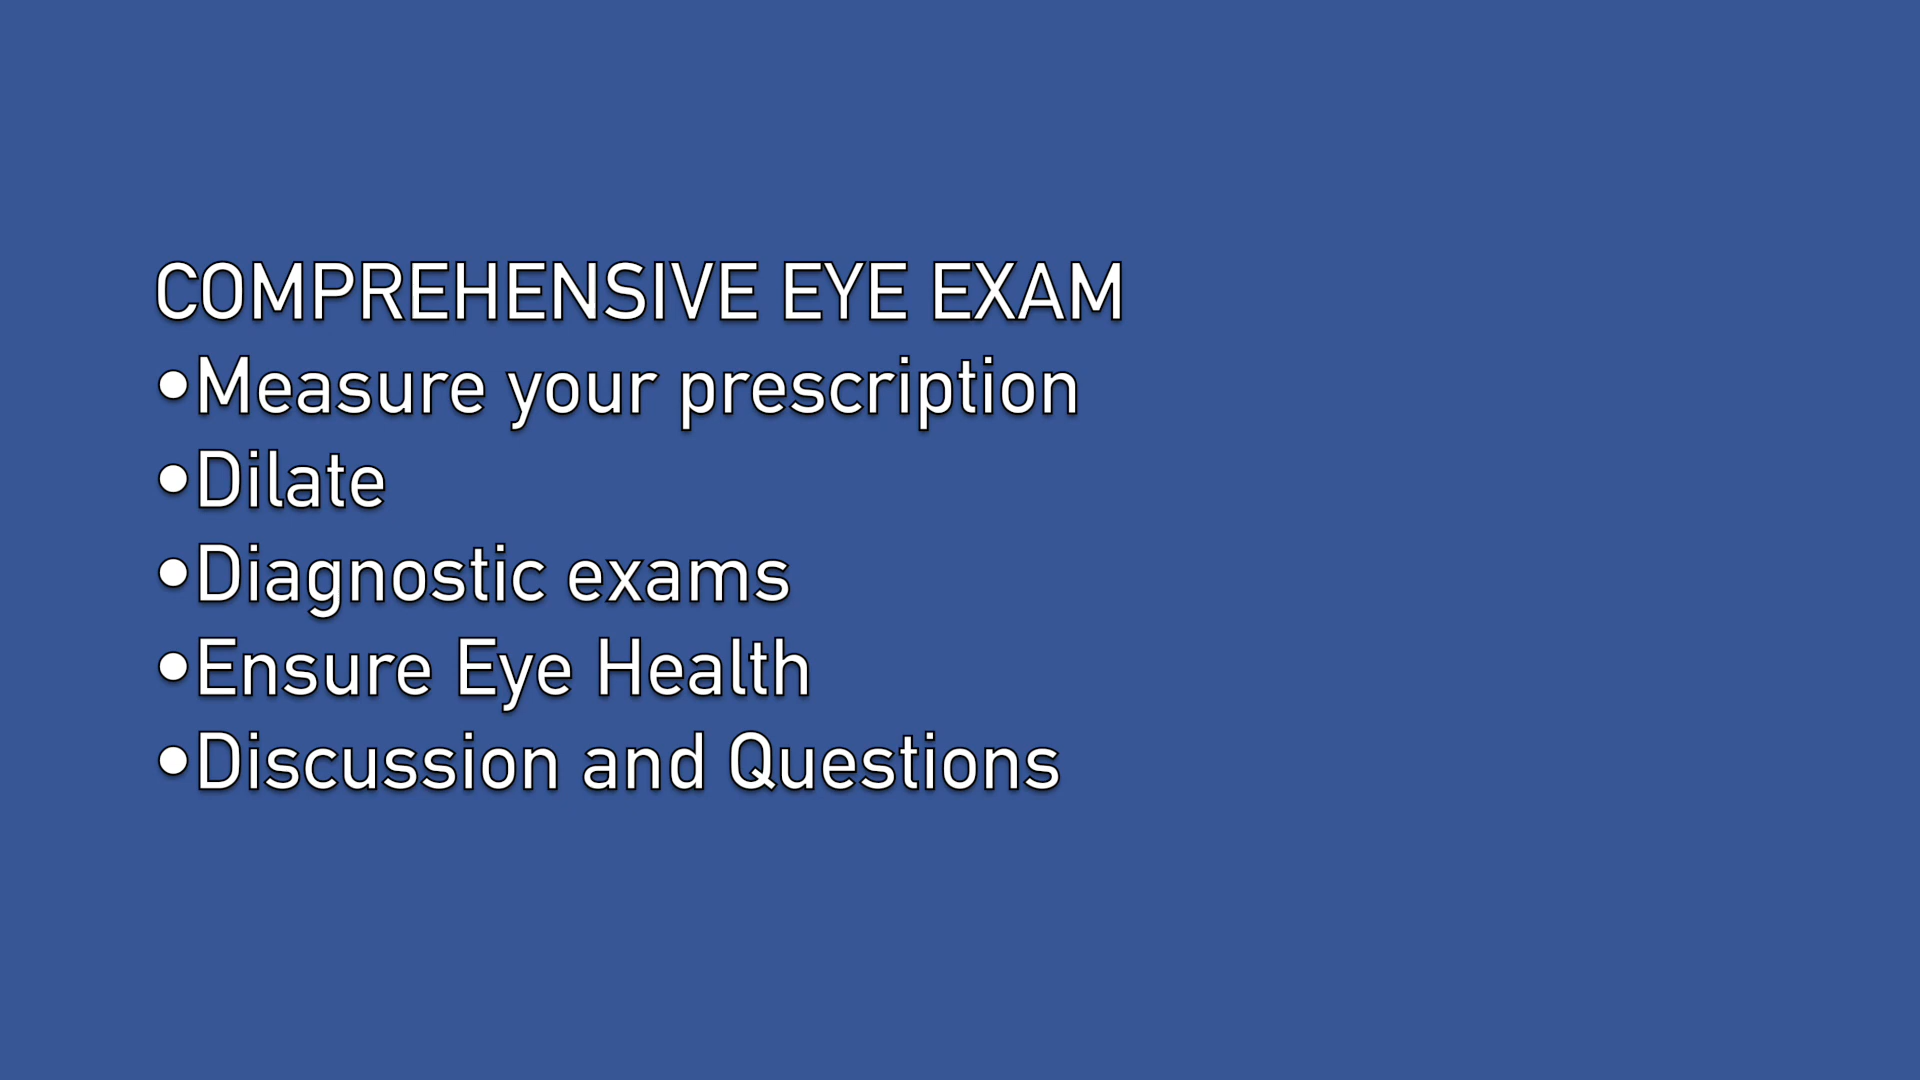 COMPREHENSIVE EYE EXAM
•Measure your prescription
•Dilate
•Diagnostic exams
•Ensure Eye Health
•Discussion and Questions